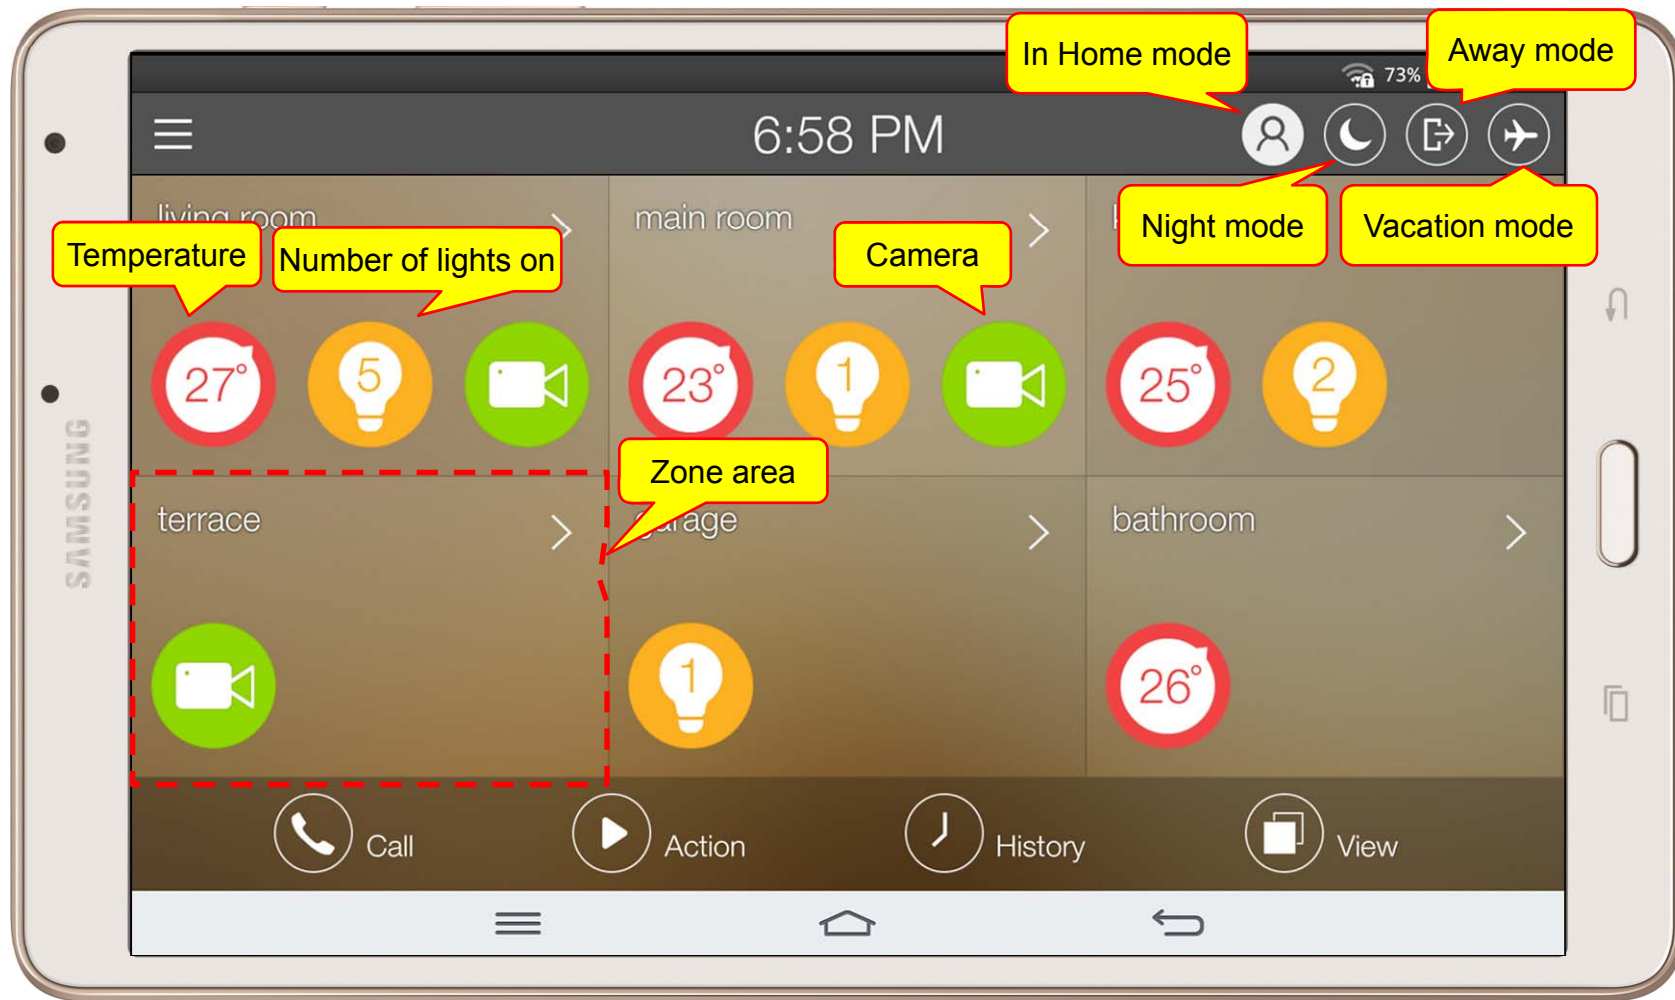 In Home mode
Away mode
73%
6:58 PM
living room
main room
Temperature
Number of lights on
Camera
Night mode
Vacation mode
27°
5
23°
1
25°
2
Zone area
terrace
garage
bathroom
1
26°
Call
Action
History
View
SAMSUNG